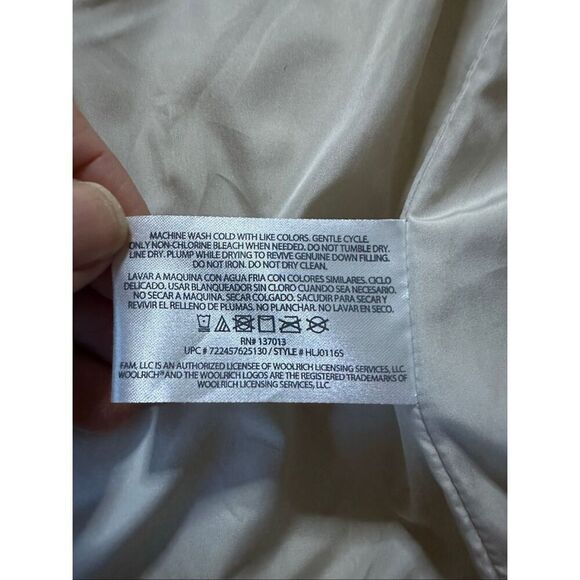 MACHINE WASH COLD WITH LIKE COLORS. GENTLE CYCLE.
ONLY NON-CHLORINE BLEACH WHEN NEEDED. DO NOT TUMBLE DRY.
LINE DRY. PLUMP WHILE DRYING TO REVIVE GENUINE DOWN FILLING.
DO NOT IRON. DO NOT DRY CLEAN.
LAVAR A MAQUINA CON AGUA FRIA CON COLORES SIMILARES. CICLO
DELICADO. USAR BLANQUEADOR SIN CLORO CUANDO SEA NECESARIO.
NO SECAR A MAQUINA. SECAR COLGADO. SACUDIR PARA SECAR Y
REVIVIR EL RELLENO DE PLUMAS. NO PLANCHAR. NO LAVAR EN SECO.
RN# 137013
UPC # 722457625130 / STYLE # HLJ0116S
FAM, LLC IS AN AUTHORIZED LICENSEE OF WOOLRICH LICENSING SERVICES, LLC.
WOOLRICH® AND THE WOOLRICH LOGOS ARE THE REGISTERED TRADEMARKS OF
WOOLRICH LICENSING SERVICES, LLC.